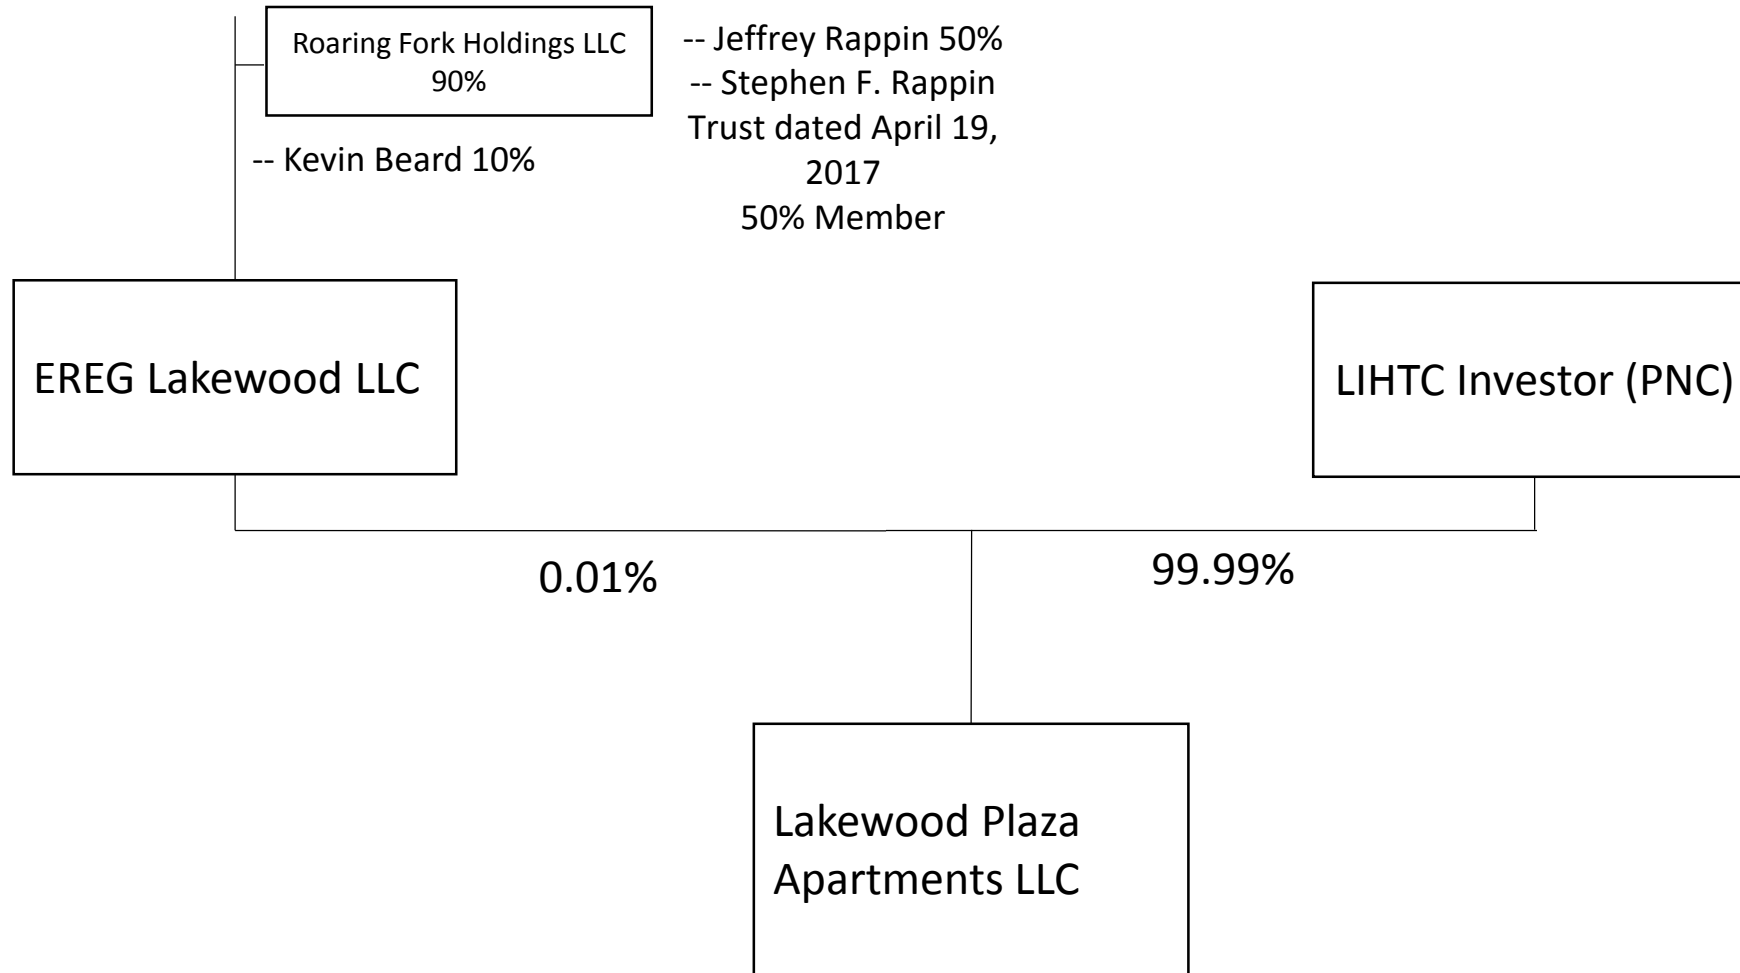 Roaring Fork Holdings LLC
90%
-- Jeffrey Rappin 50%
-- Stephen F. Rappin
Trust dated April 19,
2017
50% Member
-- Kevin Beard 10%
EREG Lakewood LLC
LIHTC Investor (PNC)
0.01%
99.99%
Lakewood Plaza
Apartments LLC